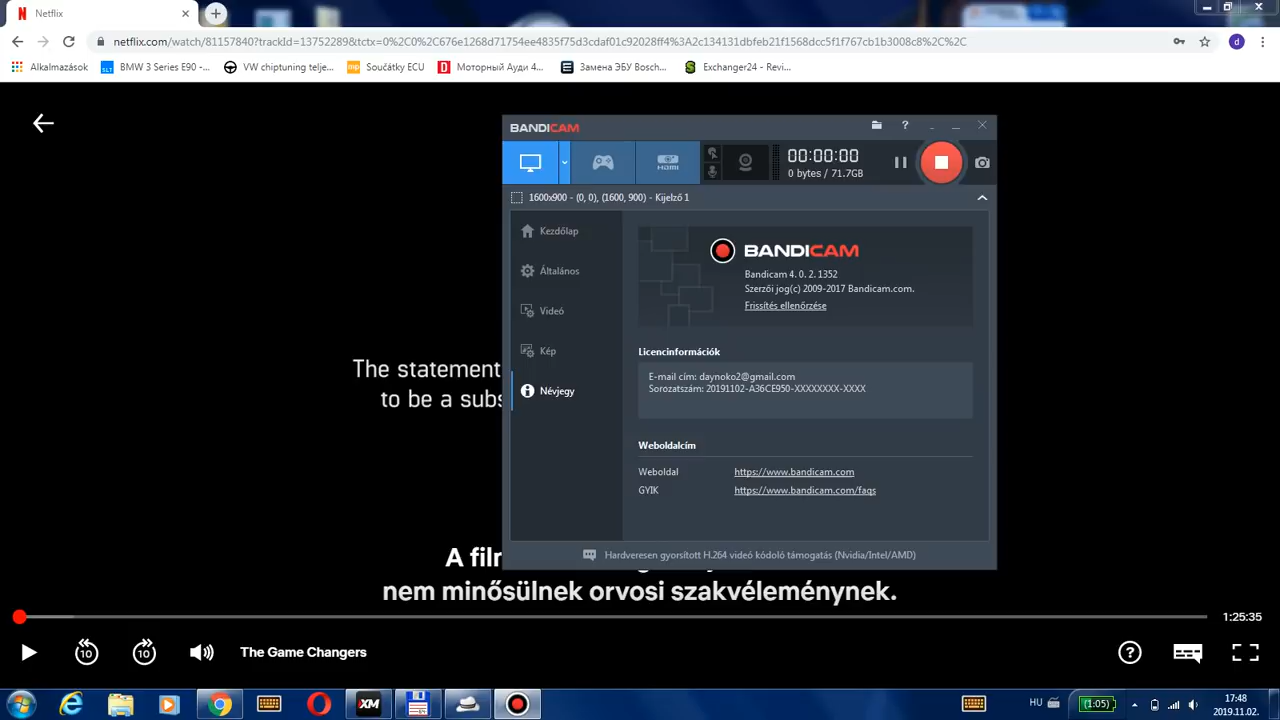 Netflix
netflix.com/watch/81157840?trackId=13752289&tctx=0%2C0%2C676e1268d71754ee4835f75d3cdaf01c92028ff4%3A2c134131dbfeb21f1568dcc5f1f767cb1b3008c8%2C%2C
d
Alkalmazások
SLT BMW 3 Series E90 -...
VW chiptuning telje...
mp Součátky ECU
D Моторный Ауди 4...
Замена ЭБУ Bosch...
Exchanger24 - Revi...
BANDICAM
?
HDMI
00:00:00
0 bytes / 71.7GB
1600x900 - (0, 0), (1600, 900) - Kijelző 1
Kezdőlap
Általános
Videó
Kép
Névjegy
BANDICAM
Bandicam 4. 0. 2. 1352
Szerzői jog(c) 2009-2017 Bandicam.com.
Frissítés ellenőrzése
Licencinformációk
E-mail cím: daynoko2@gmail.com
Sorozatszám: 20191102-A36CE950-XXXXXXXX-XXXX
Weboldalcím
Weboldal https://www.bandicam.com
GYIK https://www.bandicam.com/faqs
Hardveresen gyorsított H.264 videó kódoló támogatás (Nvidia/Intel/AMD)
The statement
to be a subs
A film
nem minősülnek orvosi szakvéleménynek.
1:25:35
10
10
The Game Changers
?
XM
HU
(1:05)
17:48
2019.11.02.